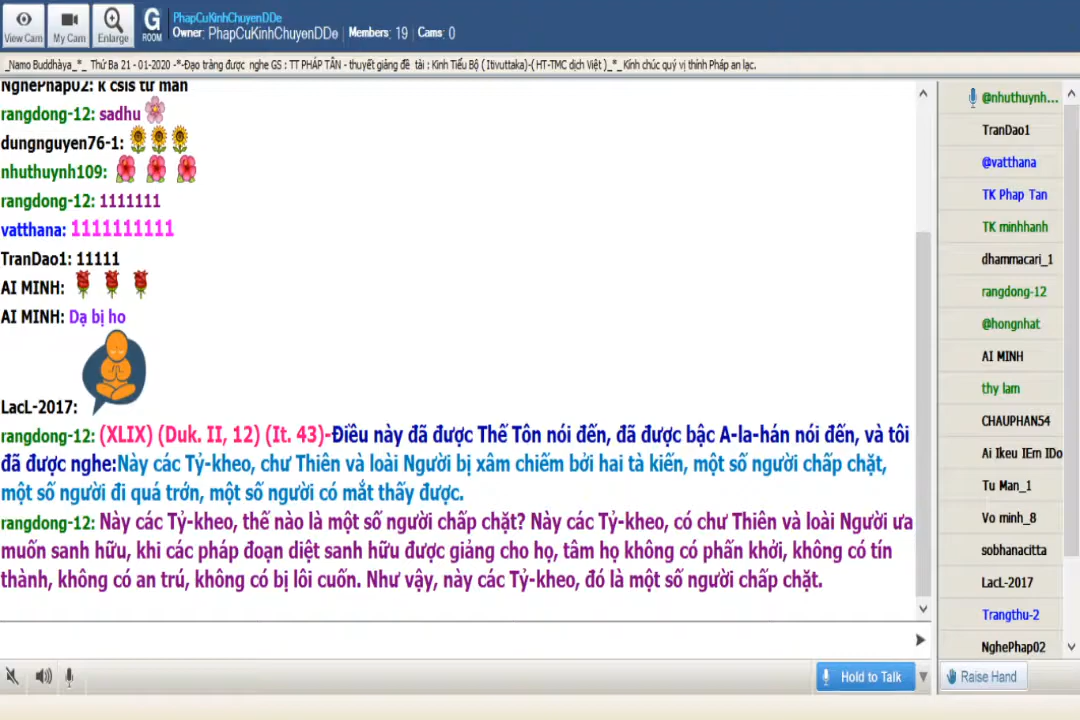 View Cam
My Cam
Enlarge
G
ROOM
PhapCuKinhChuyenDDe
Owner: PhapCuKinhChuyenDDe | Members: 19 | Cams: 0
_Namo Buddhàya_*_ Thứ Ba 21 - 01-2020 -*-Đạo tràng được nghe GS : TT PHÁP TÂN - thuyết giảng đề tài : Kinh Tiểu Bộ ( Itivuttaka)-( HT-TMC dịch Việt )_*_Kính chúc quý vị thính Pháp an lạc.
NghePhap02: k csis tư man
rangdong-12: sadhu
dungnguyen76-1:
nhuthuynh109:
rangdong-12: 1111111
vatthana: 1111111111
TranDao1: 11111
AI MINH:
AI MINH: Dạ bị ho
LacL-2017:
rangdong-12: (XLIX) (Duk. II, 12) (It. 43)-Điều này đã được Thế Tôn nói đến, đã được bậc A-la-hán nói đến, và tôi
đã được nghe:Này các Tỷ-kheo, chư Thiên và loài Người bị xâm chiếm bởi hai tà kiến, một số người chấp chặt,
một số người đi quá trớn, một số người có mắt thấy được.
rangdong-12: Này các Tỷ-kheo, thế nào là một số người chấp chặt? Này các Tỷ-kheo, có chư Thiên và loài Người ưa
muốn sanh hữu, khi các pháp đoạn diệt sanh hữu được giảng cho họ, tâm họ không có phấn khởi, không có tín
thành, không có an trú, không có bị lôi cuốn. Như vậy, này các Tỷ-kheo, đó là một số người chấp chặt.
@nhuthuynh...
TranDao1
@vatthana
TK Phap Tan
TK minhhanh
dhammacari_1
rangdong-12
@hongnhat
AI MINH
thy lam
CHAUPHAN54
Ai Ikeu IEm IDo
Tu Man_1
Vo minh_8
sobhanacitta
LacL-2017
Trangthu-2
NghePhap02
Hold to Talk
Raise Hand